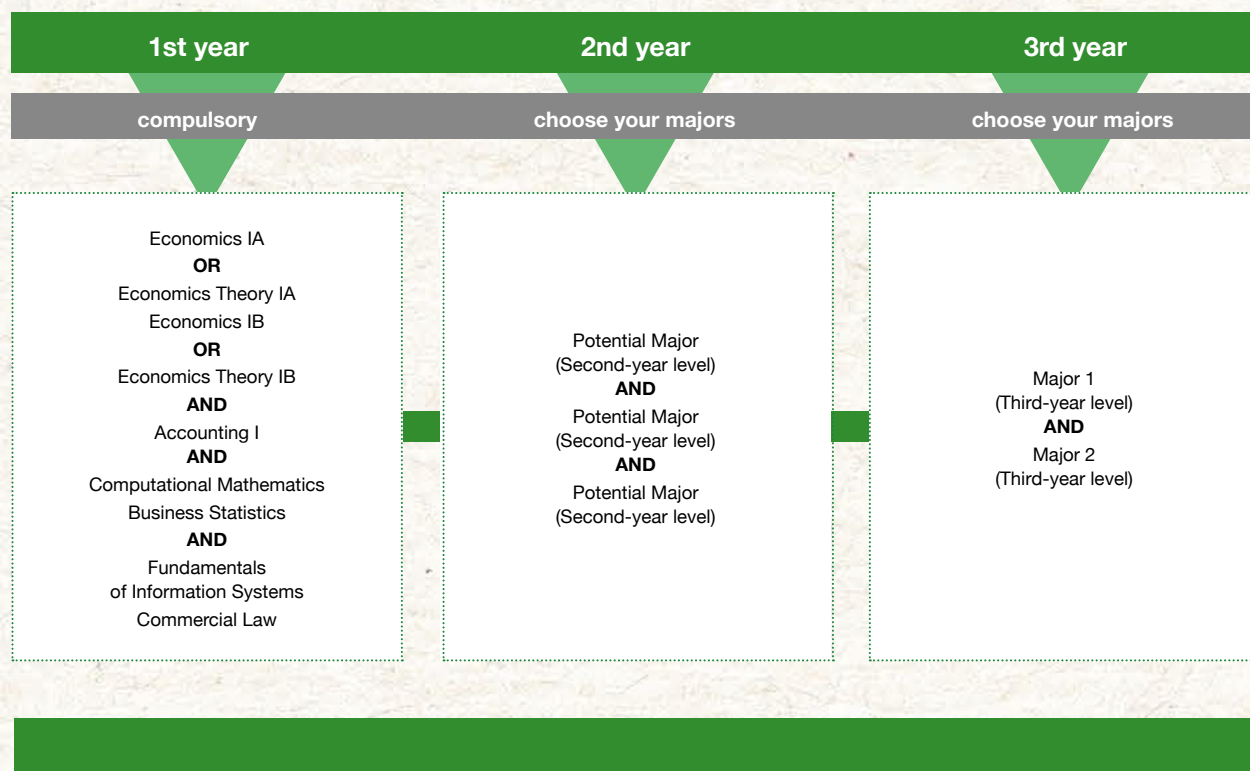 1st year
2nd year
3rd year
compulsory
choose your majors
choose your majors
Economics IA
OR
Economics Theory IA
Economics IB
OR
Economics Theory IB
AND
Accounting I
AND
Computational Mathematics
Business Statistics
AND
Fundamentals
of Information Systems
Commercial Law
Potential Major
(Second-year level)
AND
Potential Major
(Second-year level)
AND
Potential Major
(Second-year level)
Major 1
(Third-year level)
AND
Major 2
(Third-year level)